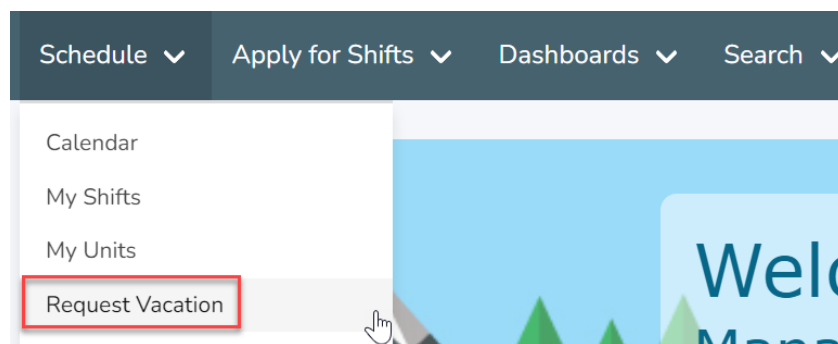 Schedule Apply for Shifts Dashboards Search
Calendar
My Shifts
My Units
Request Vacation